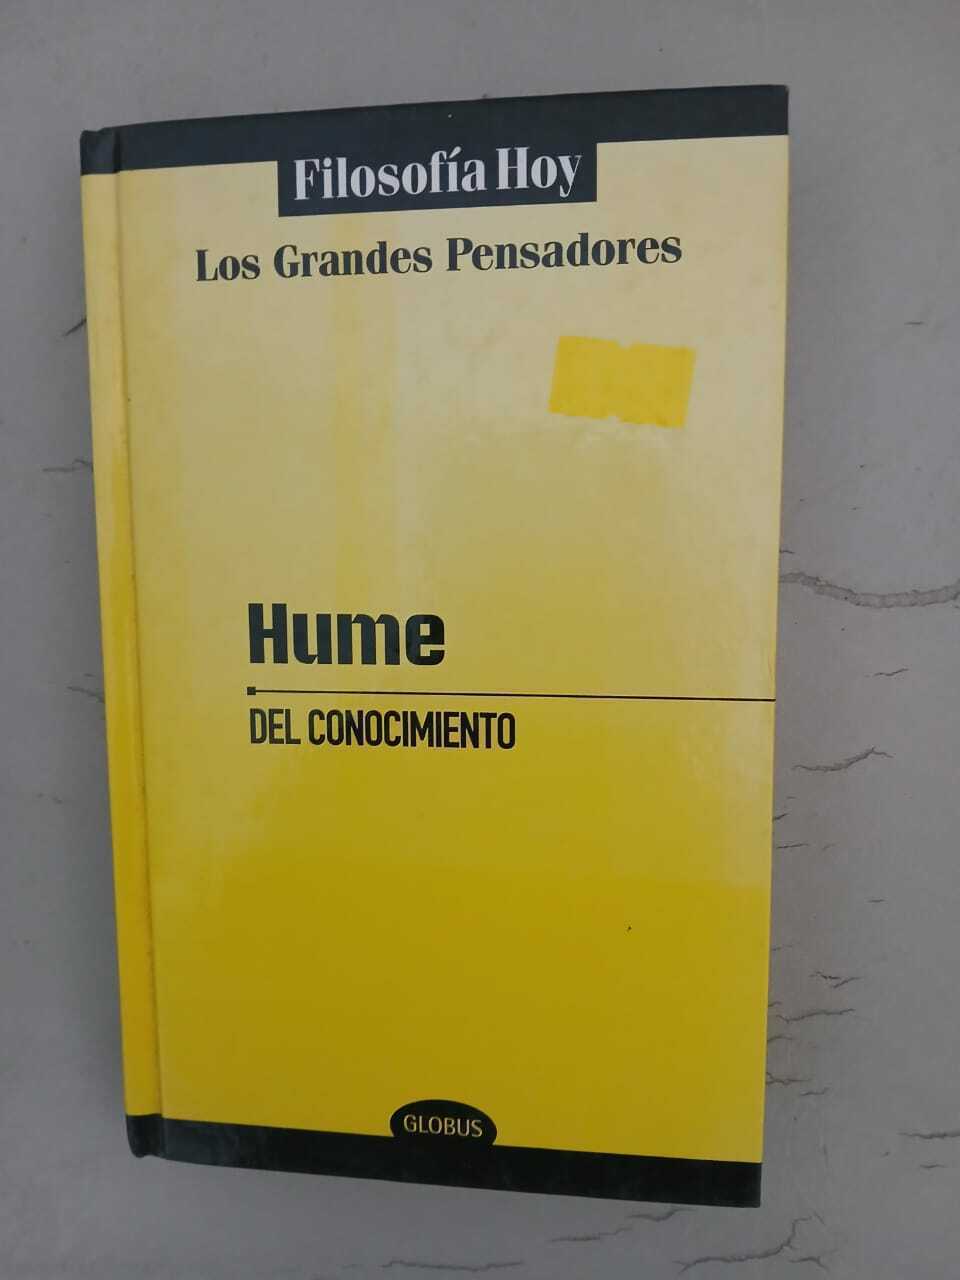 Filosofía Hoy
Los Grandes Pensadores
Hume
DEL CONOCIMIENTO
GLOBUS